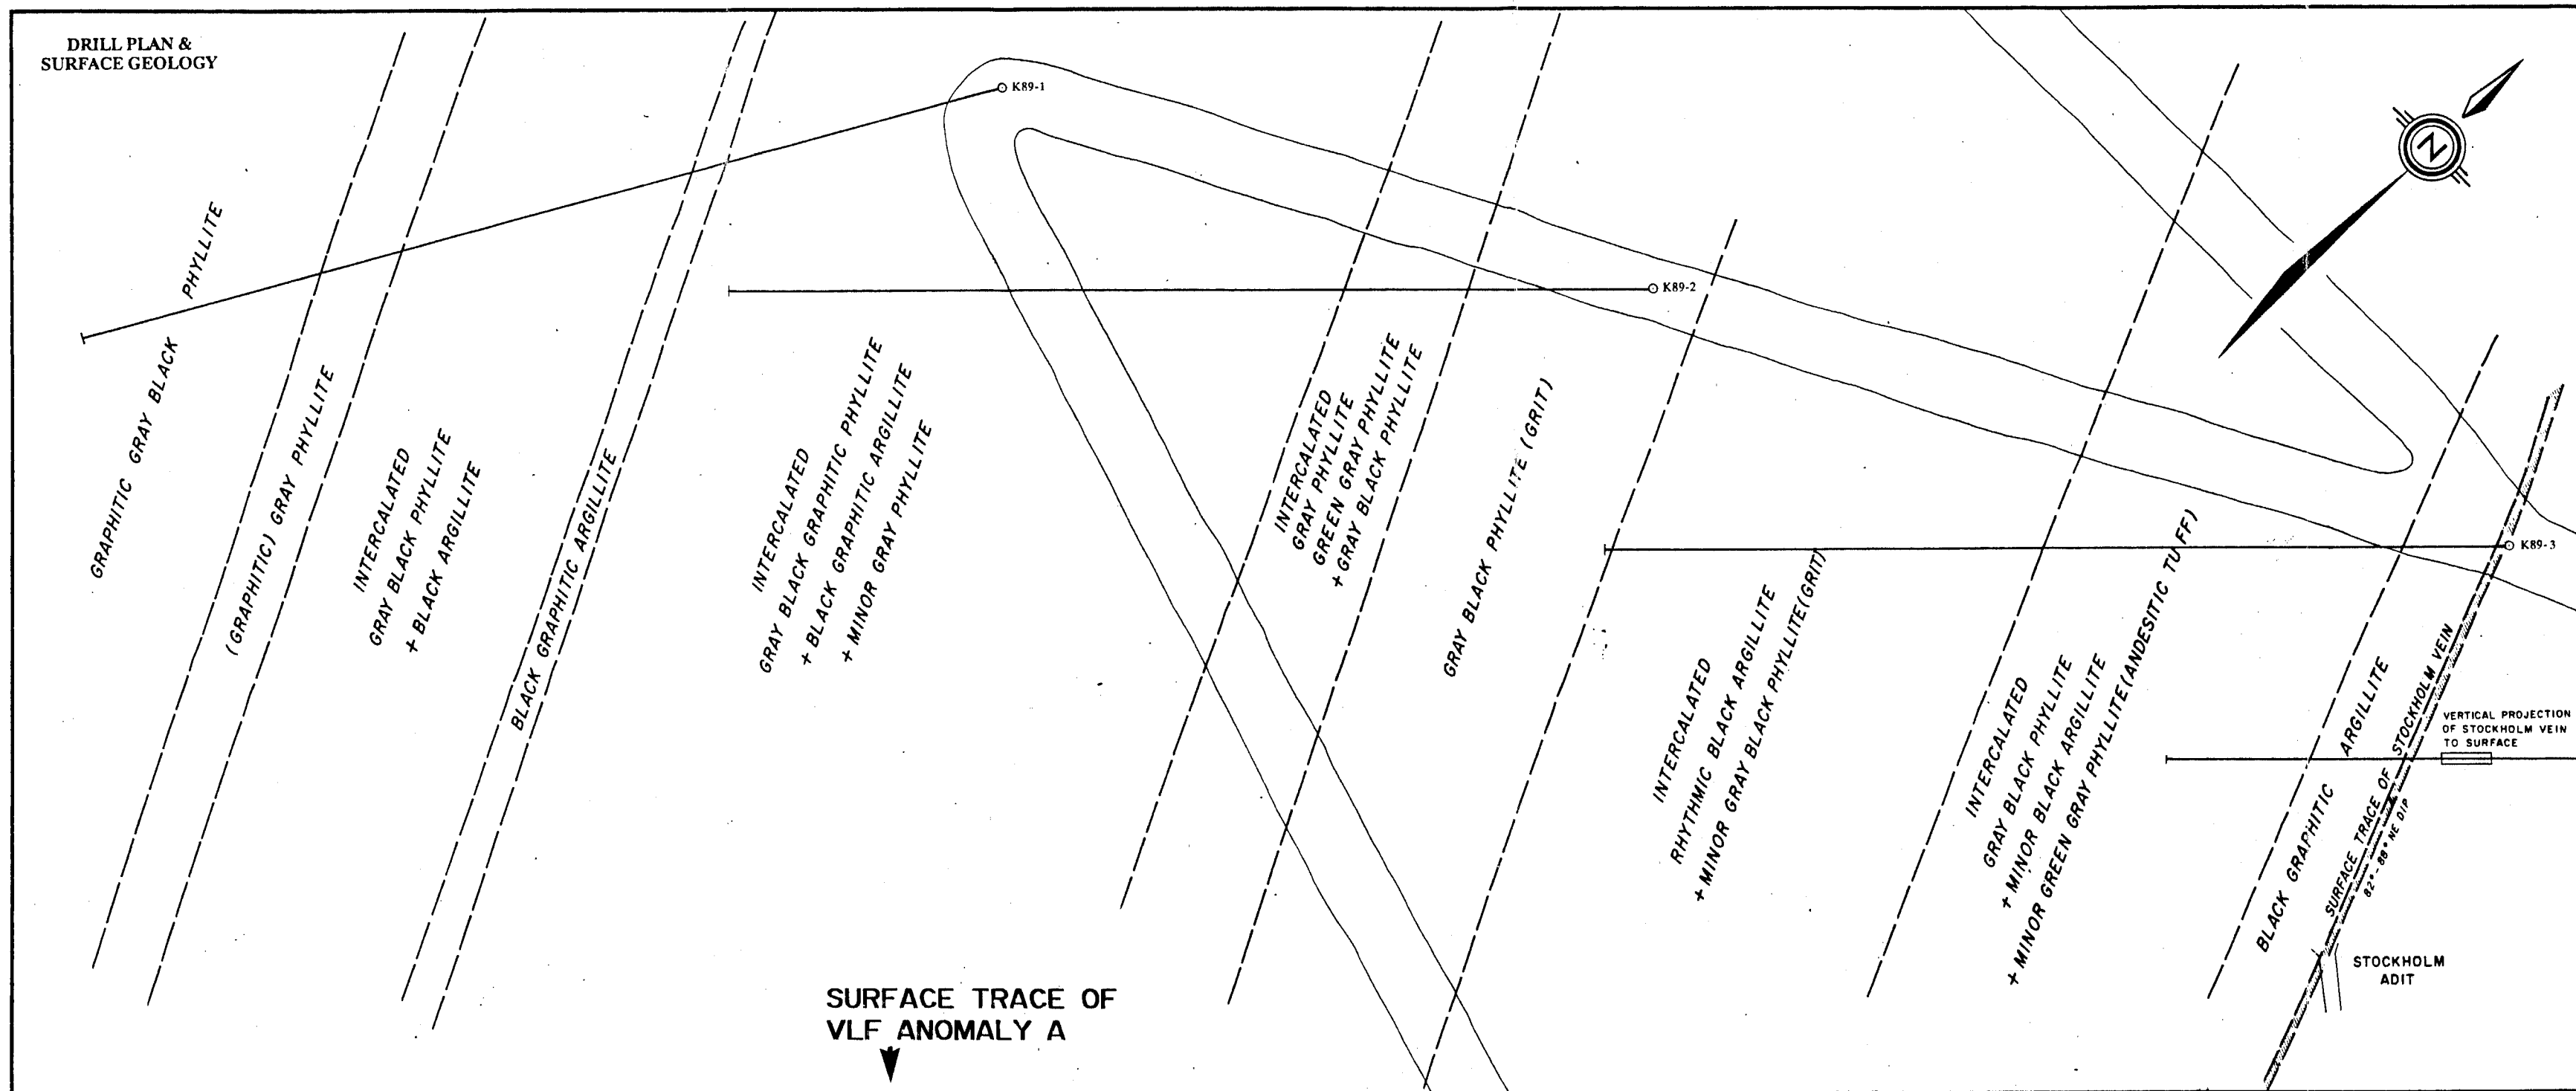 DRILL PLAN &
SURFACE GEOLOGY
K89-1
K89-2
K89-3
N
GRAPHITIC GRAY BLACK PHYLLITE
(GRAPHITIC) GRAY PHYLLITE
INTERCALATED
GRAY BLACK PHYLLITE
+ BLACK ARGILLITE
BLACK GRAPHITIC ARGILLITE
INTERCALATED
GRAY BLACK GRAPHITIC PHYLLITE
+ BLACK GRAPHITIC ARGILLITE
+ MINOR GRAY PHYLLITE
INTERCALATED
GRAY PHYLLITE
GREEN GRAY PHYLLITE
+ GRAY BLACK PHYLLITE
GRAY BLACK PHYLLITE (GRIT)
INTERCALATED
RHYTHMIC BLACK ARGILLITE
+ MINOR GRAY BLACK PHYLLITE (GRIT)
INTERCALATED
GRAY BLACK PHYLLITE
+ MINOR BLACK ARGILLITE
+ MINOR GREEN GRAY PHYLLITE (ANDESITIC TUFF)
BLACK GRAPHITIC ARGILLITE
SURFACE TRACE OF STOCKHOLM VEIN
82° - 88° NE DIP
VERTICAL PROJECTION
OF STOCKHOLM VEIN
TO SURFACE
STOCKHOLM
ADIT
SURFACE TRACE OF
VLF ANOMALY A